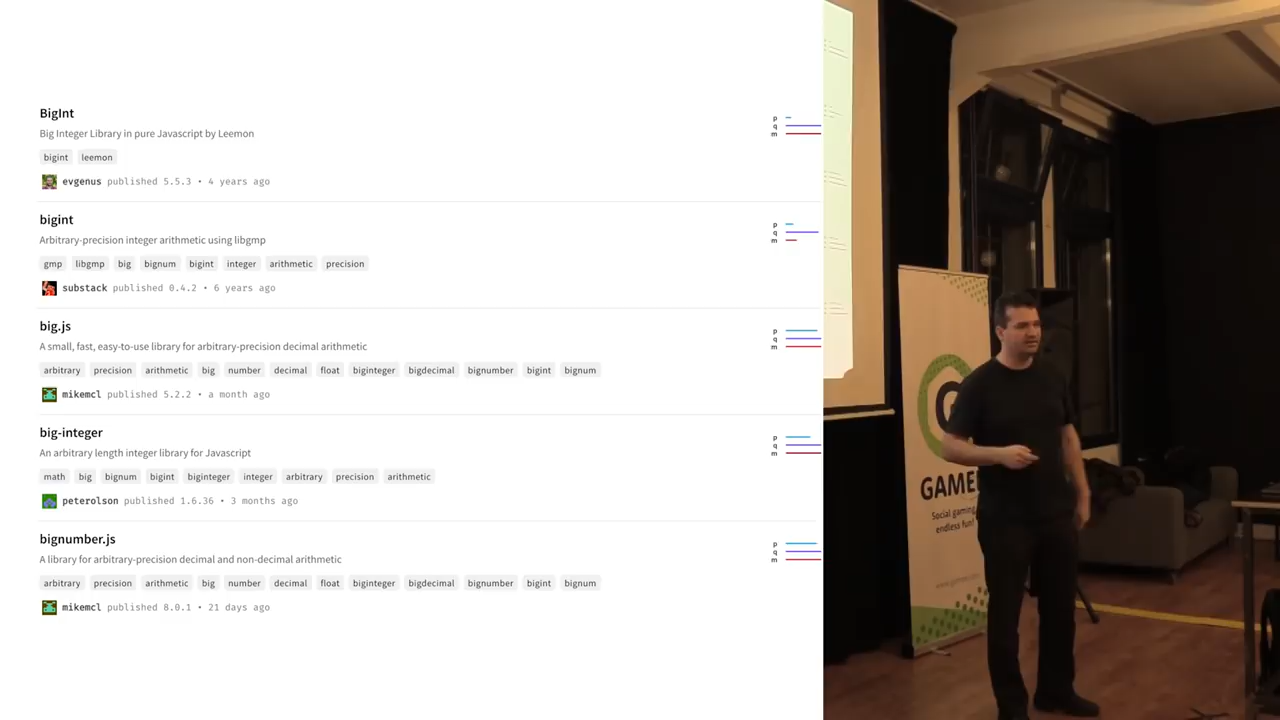 BigInt
Big Integer Library in pure Javascript by Leemon
bigint leemon
evgenus published 5.5.3 • 4 years ago
p
q
m
bigint
Arbitrary-precision integer arithmetic using libgmp
gmp libgmp big bignum bigint integer arithmetic precision
substack published 0.4.2 • 6 years ago
p
q
m
big.js
A small, fast, easy-to-use library for arbitrary-precision decimal arithmetic
arbitrary precision arithmetic big number decimal float biginteger bigdecimal bignumber bigint bignum
mikemcl published 5.2.2 • a month ago
p
q
m
big-integer
An arbitrary length integer library for Javascript
math big bignum bigint biginteger integer arbitrary precision arithmetic
peterolson published 1.6.36 • 3 months ago
p
q
m
bignumber.js
A library for arbitrary-precision decimal and non-decimal arithmetic
arbitrary precision arithmetic big number decimal float biginteger bigdecimal bignumber bigint bignum
mikemcl published 8.0.1 • 21 days ago
p
q
m
G
GAME
Social gaming,
endless fun!